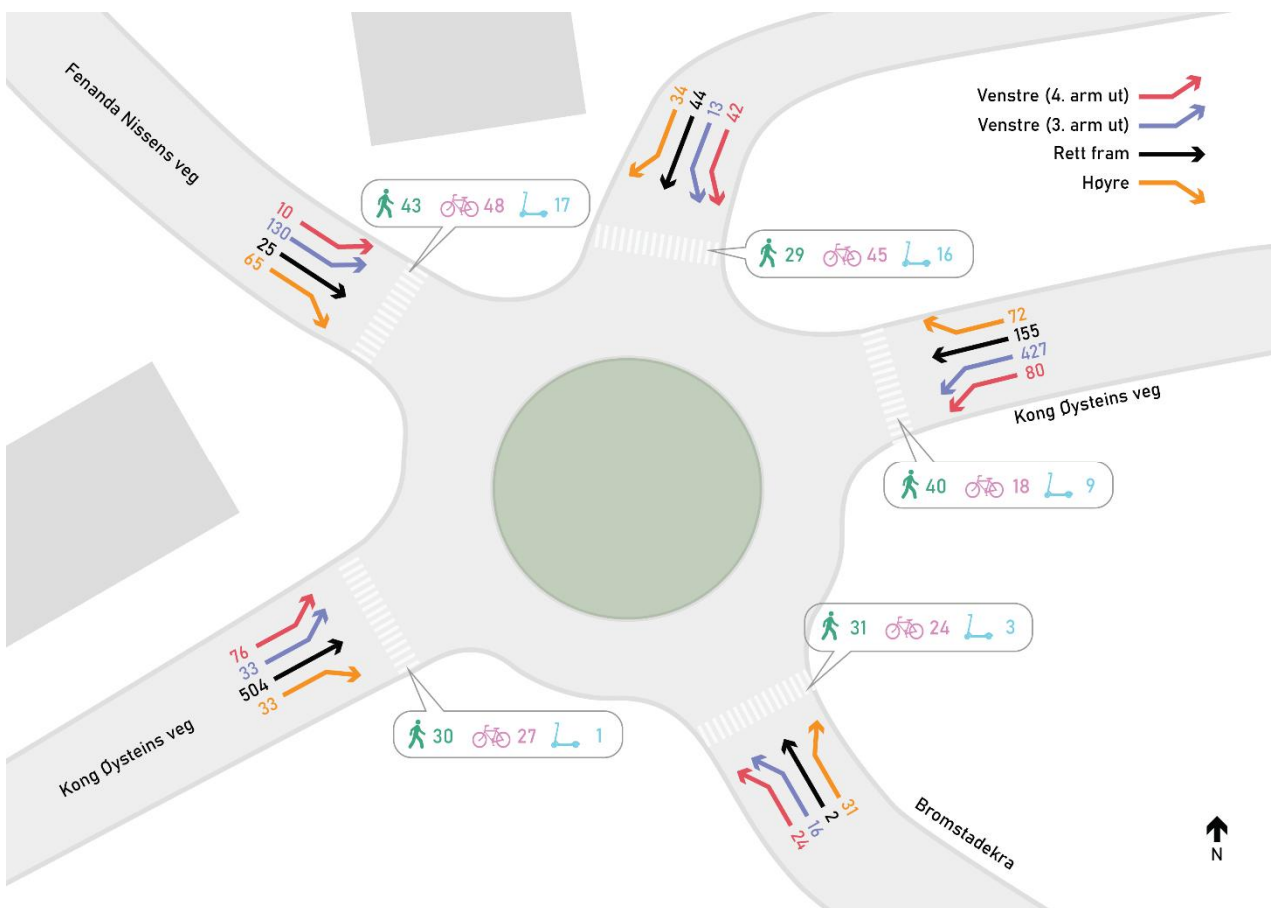 Fenanda Nissens veg
34
44
13
42
Venstre (4. arm ut)
Venstre (3. arm ut)
Rett fram
Høyre
43 48 17
10
130
25
65
29 45 16
72
155
427
80
Kong Øysteins veg
40 18 9
31 24 3
76
33
504
33
Kong Øysteins veg
30 27 1
24
16
2
31
Bromstadekra
N